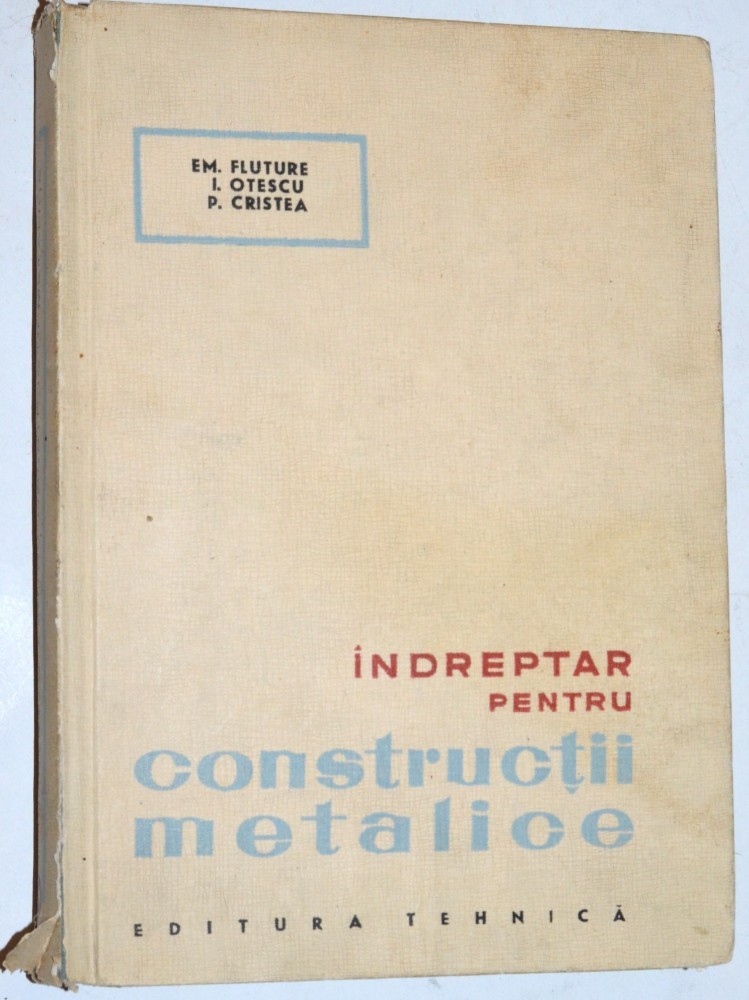 EM. FLUTURE
I. OTESCU
P. CRISTEA
ÎNDREPTAR
PENTRU
construcții
metalice
EDITURA TEHNICĂ